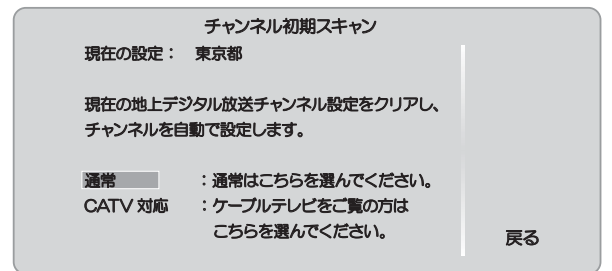 チャンネル初期スキャン
現在の設定： 東京都
現在の地上デジタル放送チャンネル設定をクリアし、
チャンネルを自動で設定します。
通常 ：通常はこちらを選んでください。
CATV 対応 ：ケーブルテレビをご覧の方は
こちらを選んでください。
戻る